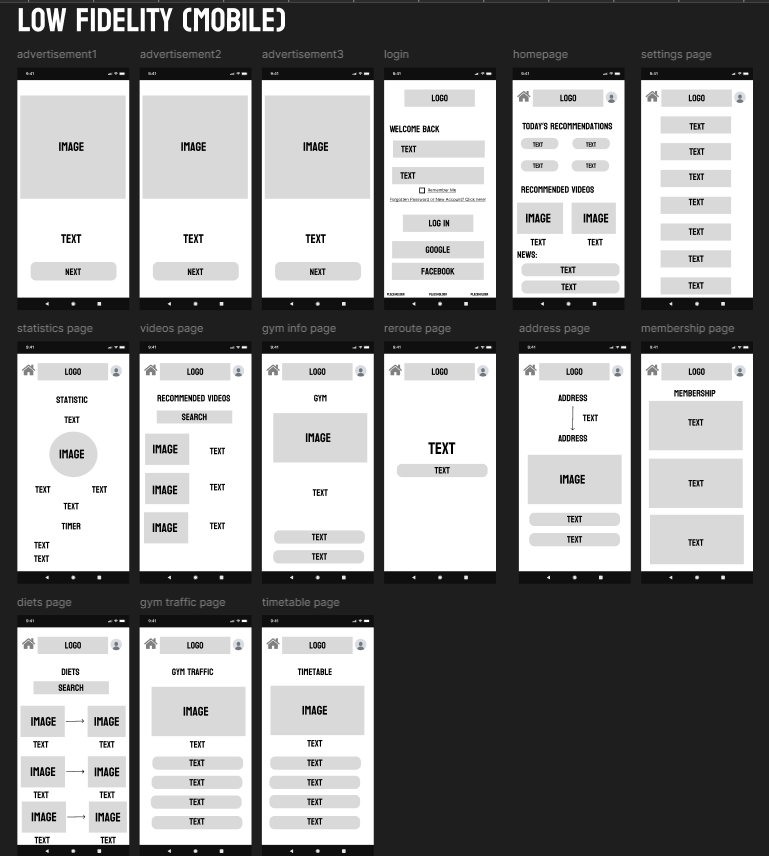 LOW FIDELITY (MOBILE)
advertisement1
9:41
IMAGE
TEXT
NEXT
advertisement2
9:41
IMAGE
TEXT
NEXT
advertisement3
9:41
IMAGE
TEXT
NEXT
login
9:41
LOGO
WELCOME BACK
TEXT
TEXT
Remember Me
Forgotten Password or New Account? Click here!
LOG IN
GOOGLE
FACEBOOK
PLACEHOLDER PLACEHOLDER PLACEHOLDER
homepage
9:41
LOGO
TODAY'S RECOMMENDATIONS
TEXT TEXT
TEXT TEXT
RECOMMENDED VIDEOS
IMAGE IMAGE
TEXT TEXT
NEWS:
TEXT
TEXT
settings page
9:41
LOGO
TEXT
TEXT
TEXT
TEXT
TEXT
TEXT
TEXT
statistics page
9:41
LOGO
STATISTIC
TEXT
IMAGE
TEXT TEXT
TEXT
TIMER
TEXT
TEXT
videos page
9:41
LOGO
RECOMMENDED VIDEOS
SEARCH
IMAGE TEXT
IMAGE TEXT
IMAGE TEXT
gym info page
9:41
LOGO
GYM
IMAGE
TEXT
TEXT
TEXT
reroute page
9:41
LOGO
TEXT
TEXT
address page
9:41
LOGO
ADDRESS
TEXT
ADDRESS
IMAGE
TEXT
TEXT
membership page
9:41
LOGO
MEMBERSHIP
TEXT
TEXT
TEXT
diets page
9:41
LOGO
DIETS
SEARCH
IMAGE IMAGE
TEXT TEXT
IMAGE IMAGE
TEXT TEXT
IMAGE IMAGE
TEXT TEXT
gym traffic page
9:41
LOGO
GYM TRAFFIC
IMAGE
TEXT
TEXT
TEXT
TEXT
TEXT
timetable page
9:41
LOGO
TIMETABLE
IMAGE
TEXT
TEXT
TEXT
TEXT
TEXT